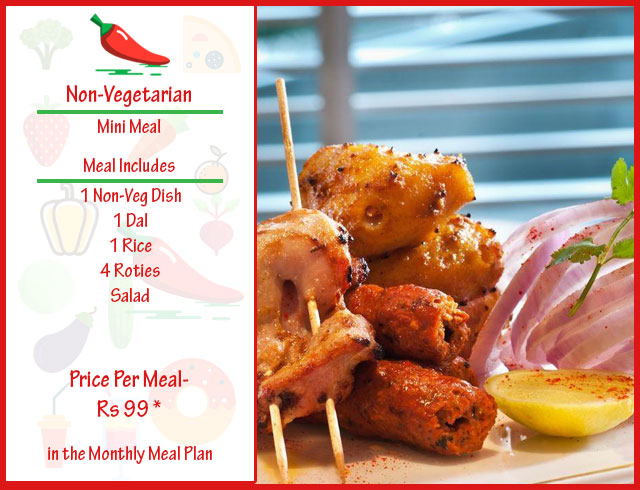 Non-Vegetarian
Mini Meal
Meal Includes
1 Non-Veg Dish
1 Dal
1 Rice
4 Roties
Salad
Price Per Meal-
Rs 99 *
in the Monthly Meal Plan